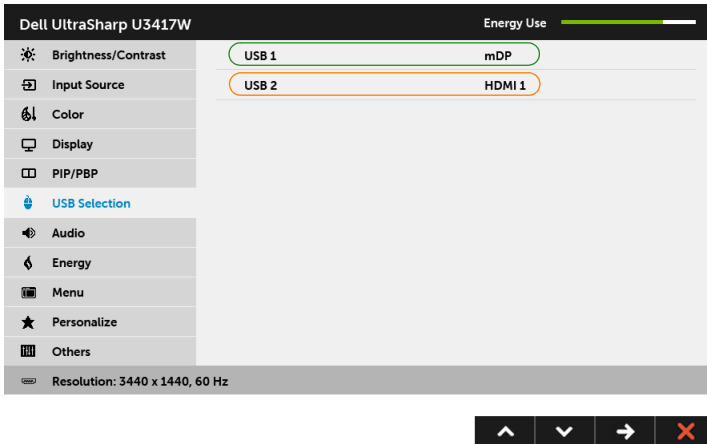 Dell UltraSharp U3417W
Energy Use
Brightness/Contrast
USB 1 mDP
Input Source
USB 2 HDMI 1
Color
Display
PIP/PBP
USB Selection
Audio
Energy
Menu
Personalize
Others
Resolution: 3440 x 1440, 60 Hz